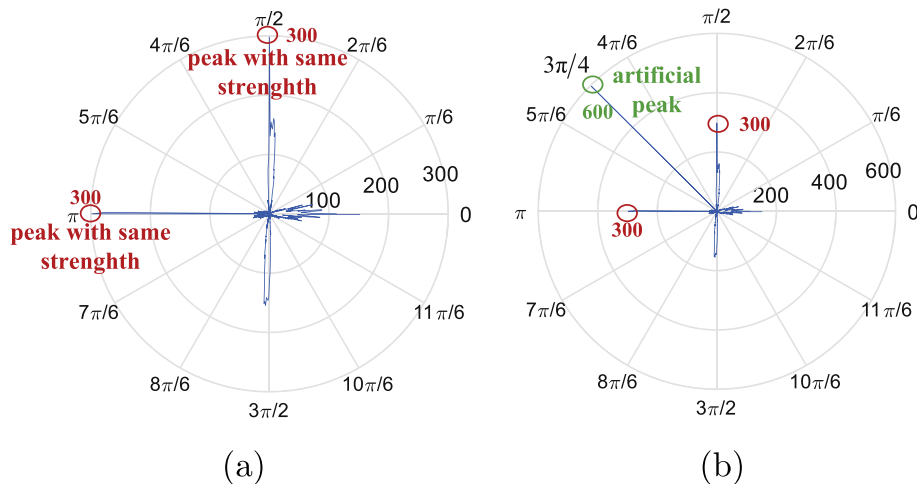 π/2
300
4π/6
2π/6
peak with same
strenghth
5π/6
π/6
300
100
200
300
π
0
peak with same
strenghth
7π/6
11π/6
8π/6
10π/6
3π/2
(a)
π/2
4π/6
2π/6
3π/4
artificial
peak
600
5π/6
300
π/6
200
400
600
π
0
300
7π/6
11π/6
8π/6
10π/6
3π/2
(b)